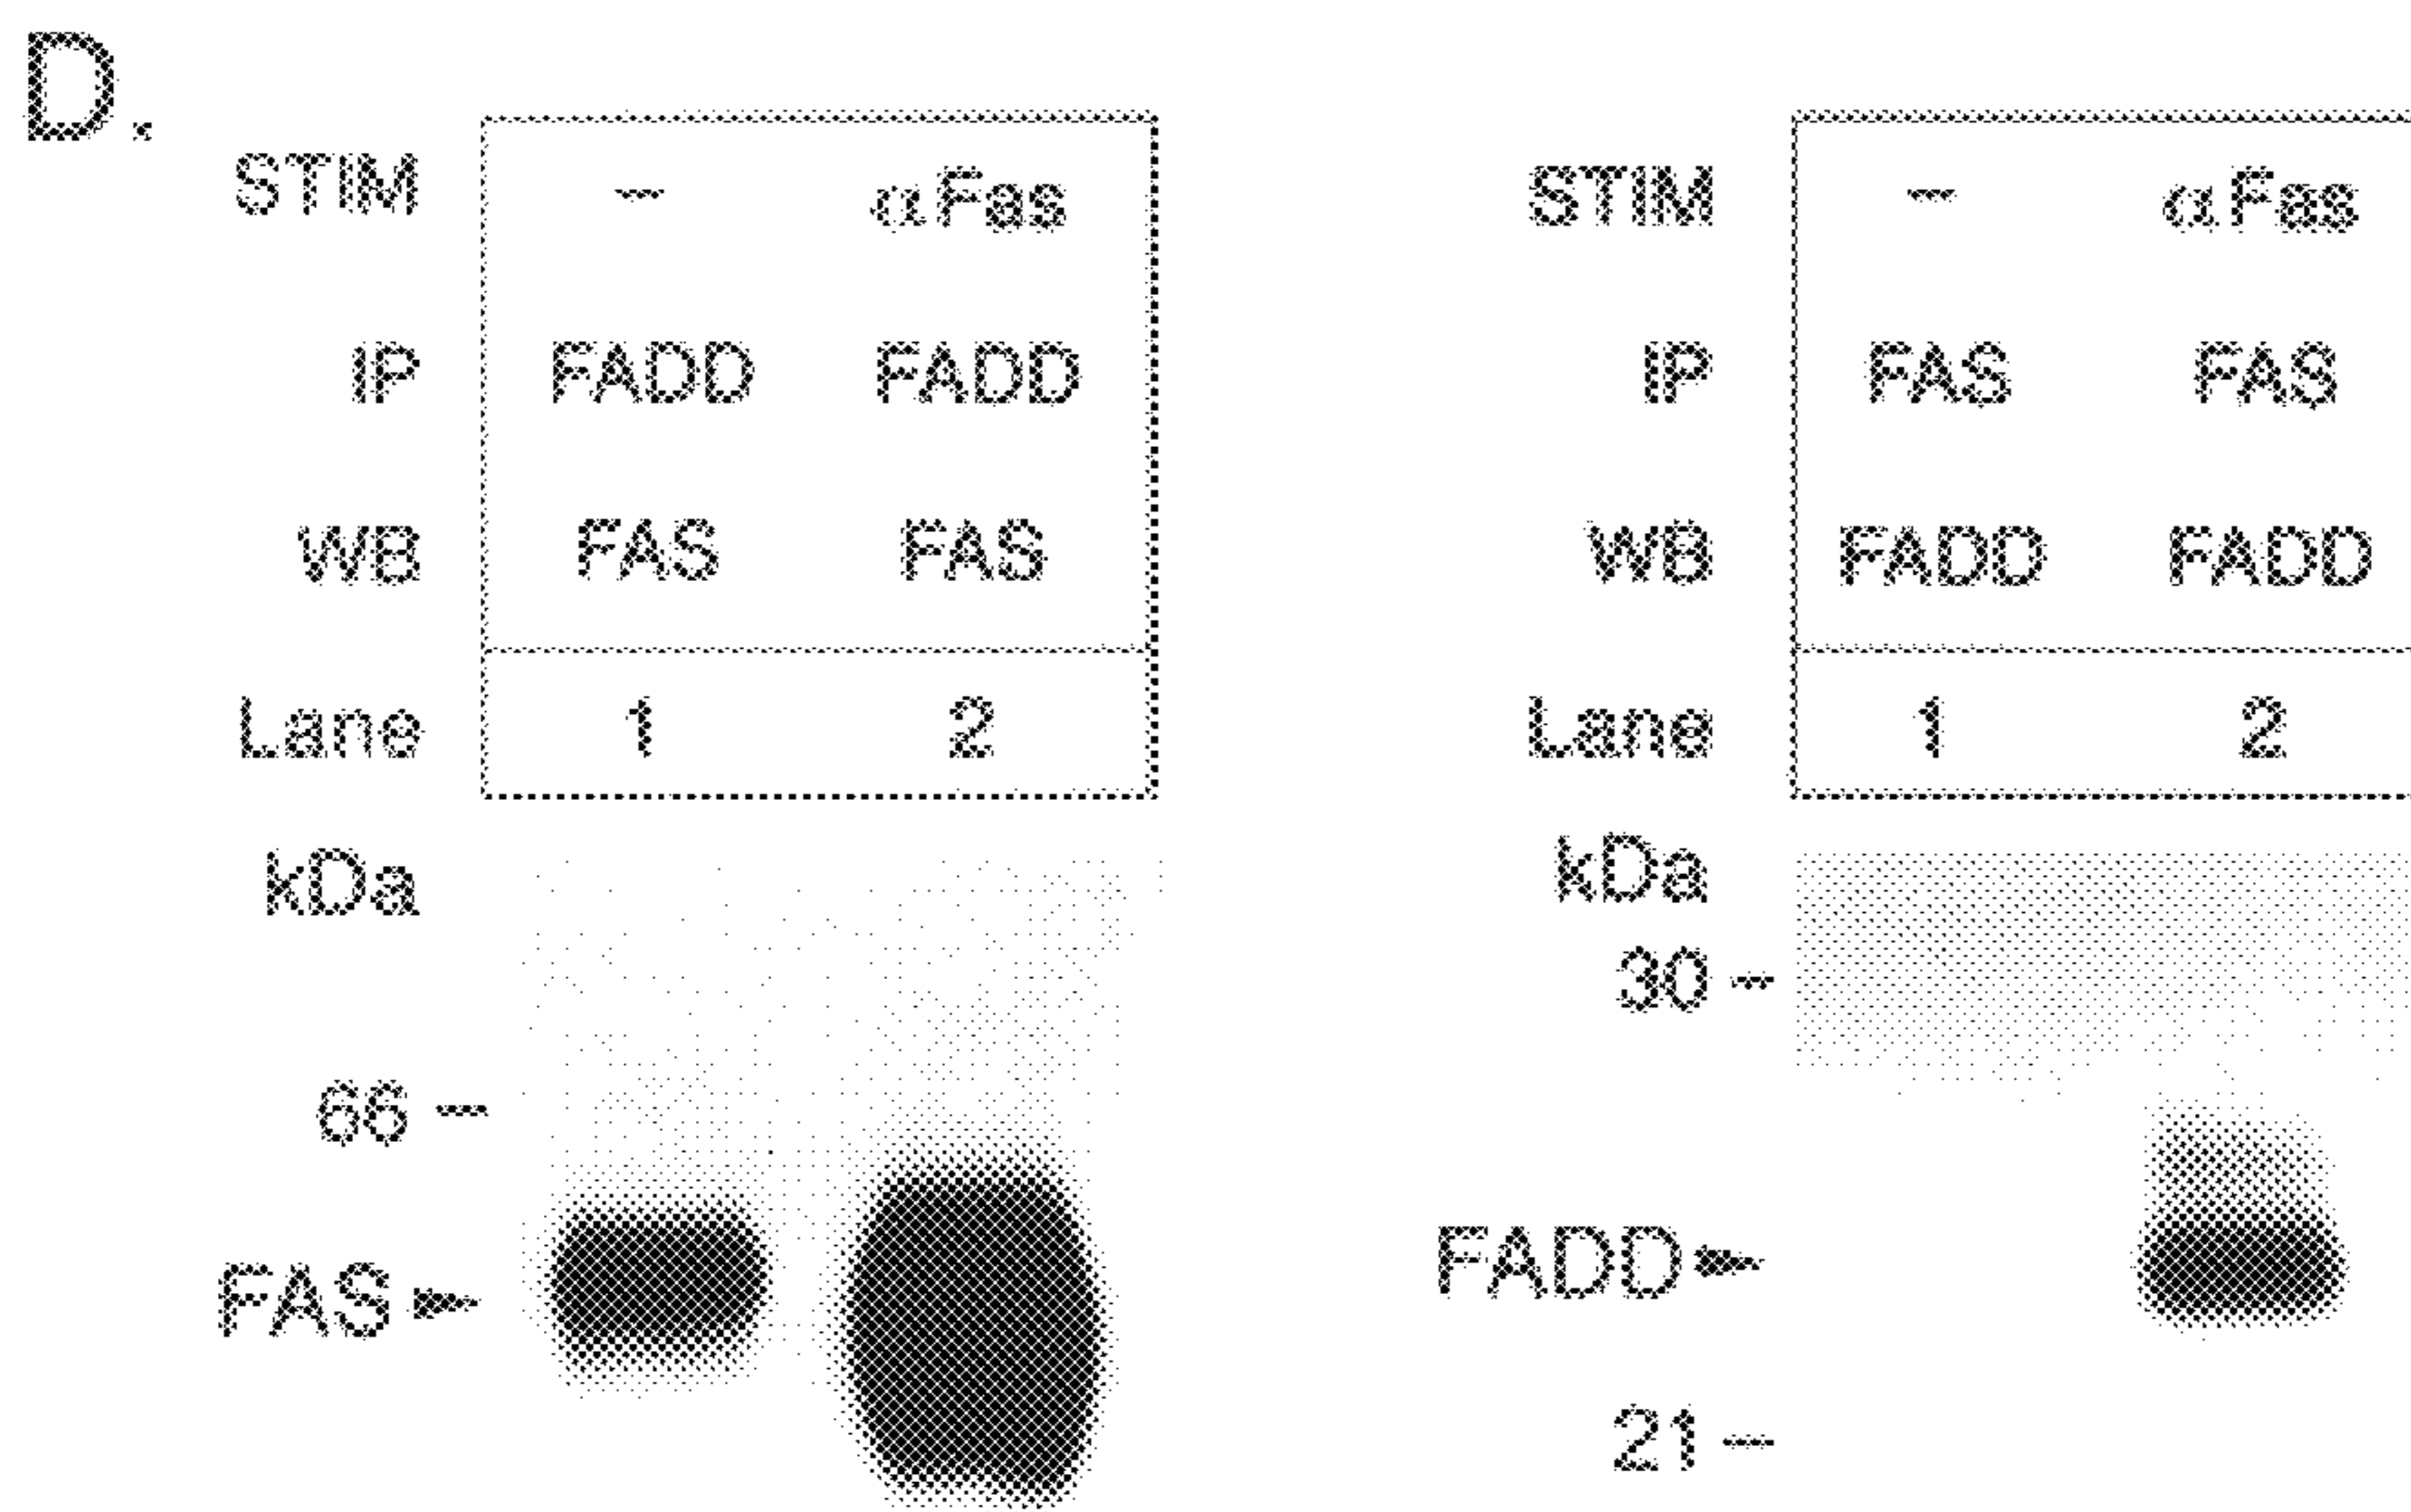 D.
STIM - αFas
IP FADD FADD
WB FAS FAS
Lane 1 2
kDa
66 -
FAS ►
STIM - αFas
IP FAS FAS
WB FADD FADD
Lane 1 2
kDa
30 -
FADD ►
21 -